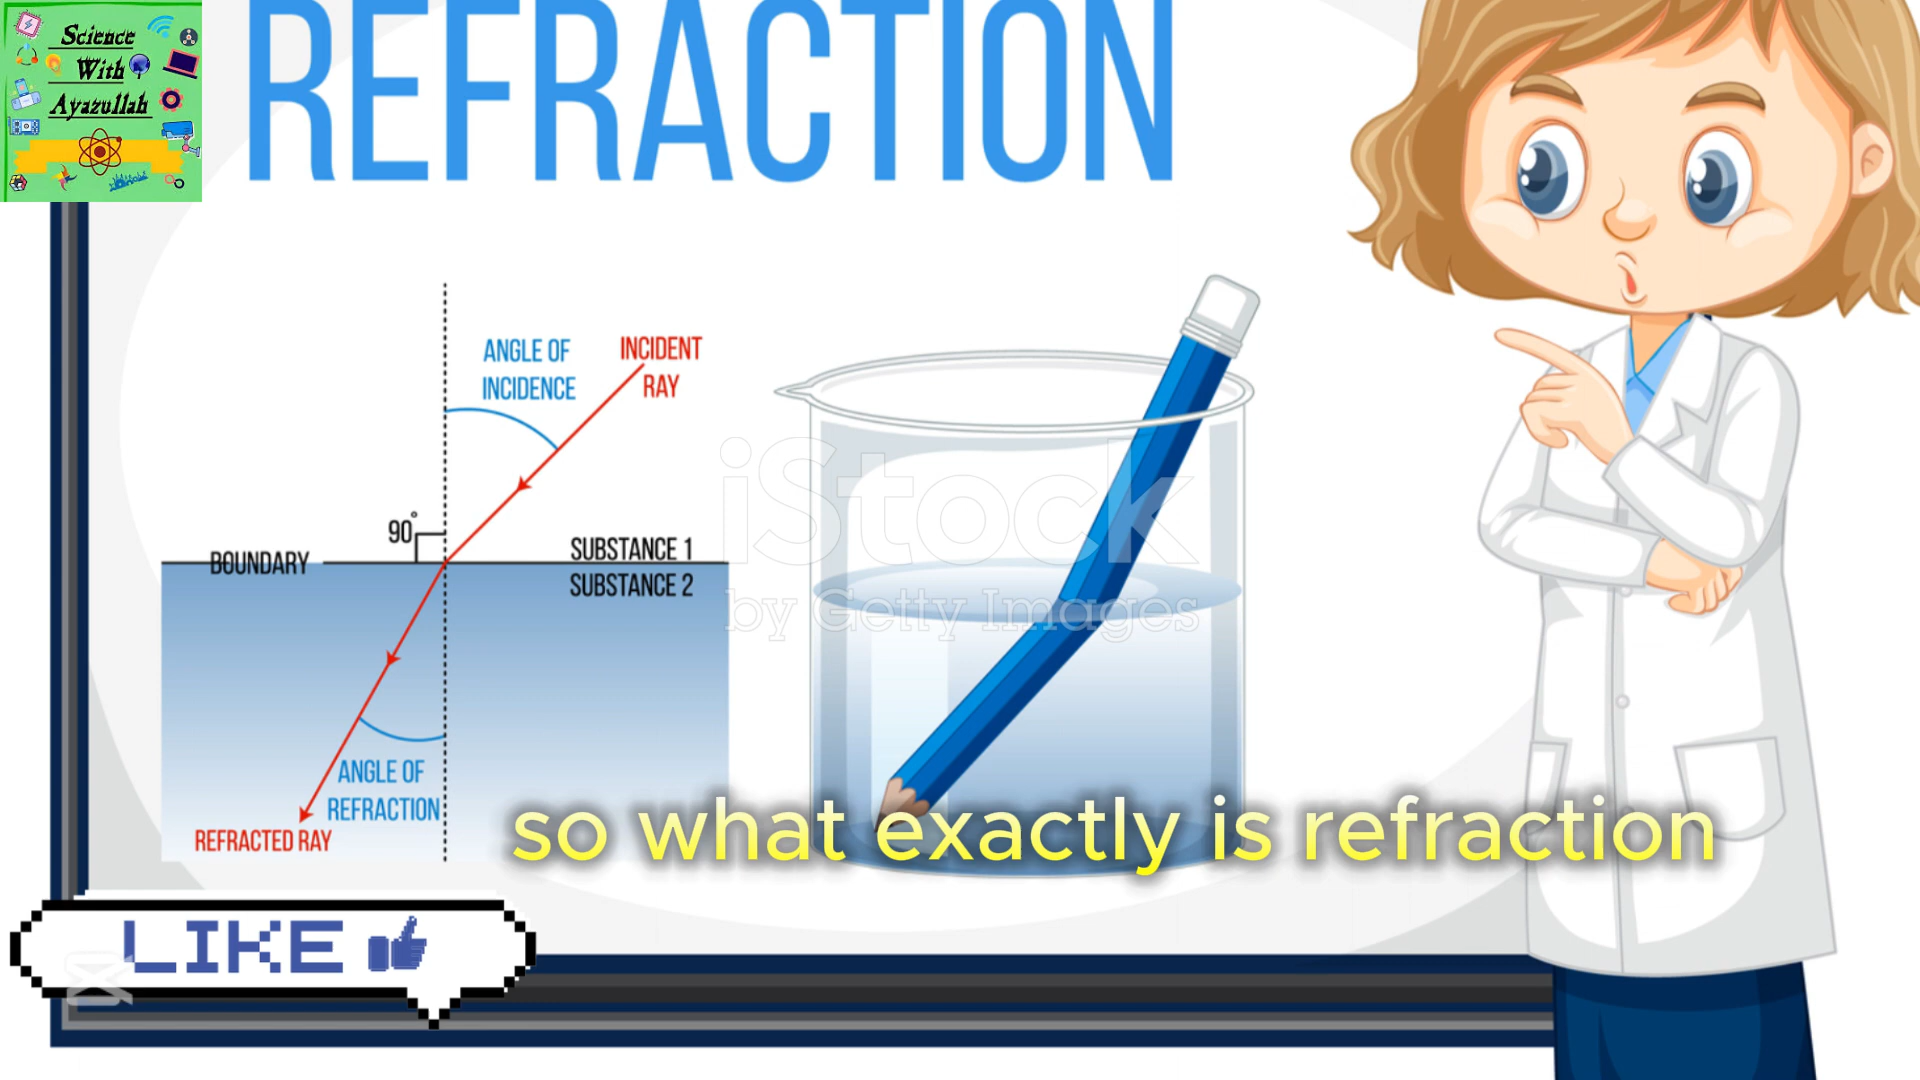 Science
With
Ayazullah
REFRACTION
ANGLE OF
INCIDENCE
INCIDENT
RAY
90°
BOUNDARY
SUBSTANCE 1
SUBSTANCE 2
ANGLE OF
REFRACTION
REFRACTED RAY
iStock
by Getty Images
so what exactly is refraction
LIKE